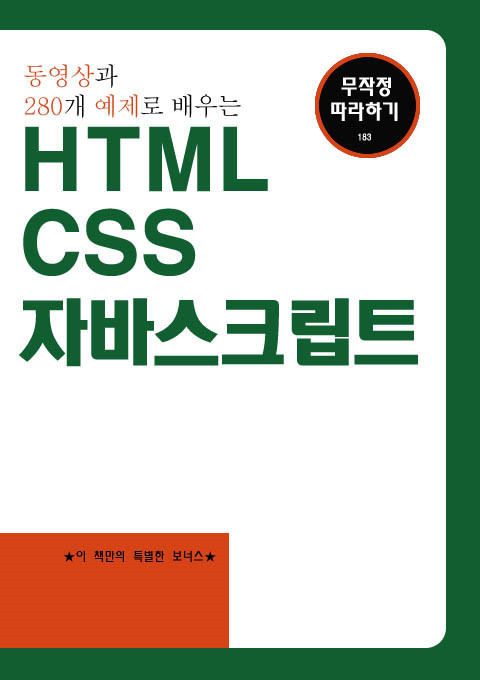 동영상과
280개 예제로 배우는
HTML
CSS
자바스크립트
무작정
따라하기
183
★이 책만의 특별한 보너스★